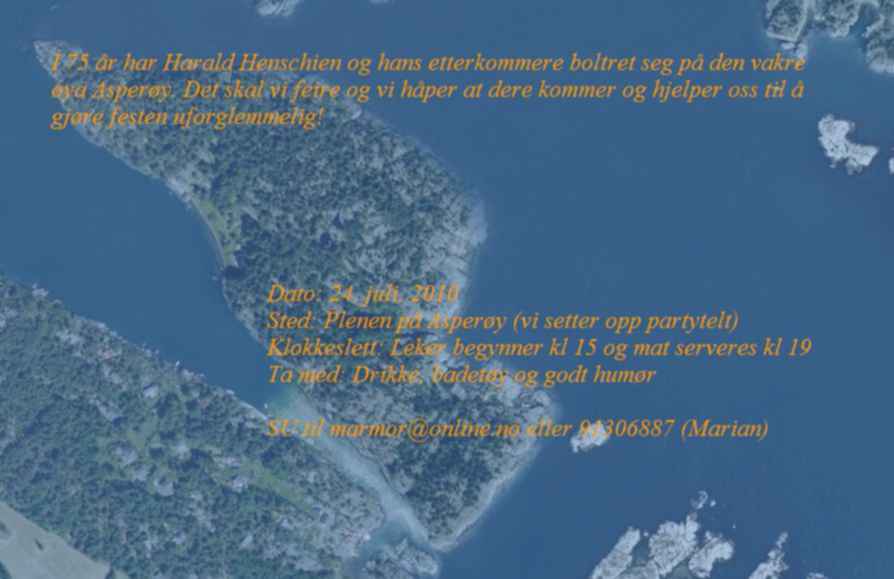 I 75 år har Harald Henschien og hans etterkommere boltret seg på den vakre
øya Asperøy. Det skal vi feire og vi håper at dere kommer og hjelper oss til å
gjøre festen uforglemmelig!
Dato: 24. juli, 2010
Sted: Plenen på Asperøy (vi setter opp partytelt)
Klokkeslett: Leker begynner kl 15 og mat serveres kl 19
Ta med: Drikke, badetøy og godt humør
SU til marmor@online.no eller 91306887 (Marian)